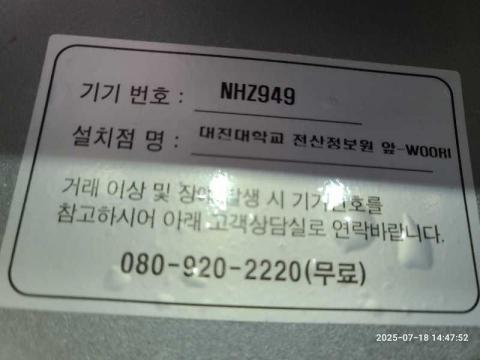 기기 번호 : NHZ949
설치점 명 : 대진대학교 전산정보원 앞-WOORI
거래 이상 및 장애 발생 시 기기번호를
참고하시어 아래 고객상담실로 연락바랍니다.
080-920-2220(무료)
2025-07-18 14:47:52